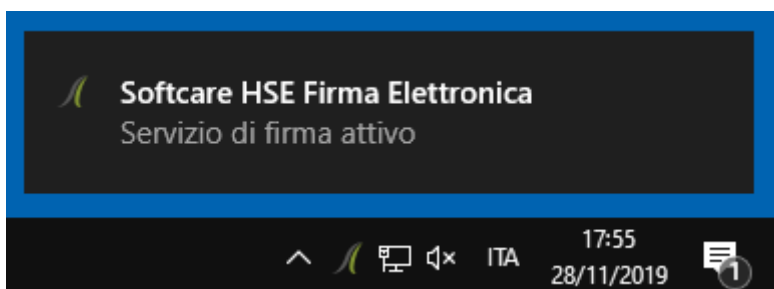 Softcare HSE Firma Elettronica
Servizio di firma attivo
ITA
17:55
28/11/2019
1